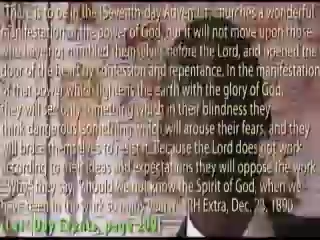 There is to be in the [Seventh-day Adventist] churches a wonderful
manifestation of the power of God, but it will not move upon those
who have not humbled themselves before the Lord, and opened the
door of the heart by confession and repentance. In the manifestation
of that power which lightens the earth with the glory of God,
they will see only something which in their blindness they
think dangerous, something which will arouse their fears, and they
will brace themselves to resist it. Because the Lord does not work
according to their ideas and expectations they will oppose the work.
"Why," they say, "should we not know the Spirit of God, when we
have been in the work so many years?" RH Extra, Dec. 23, 1890
Last Day Events, page 209